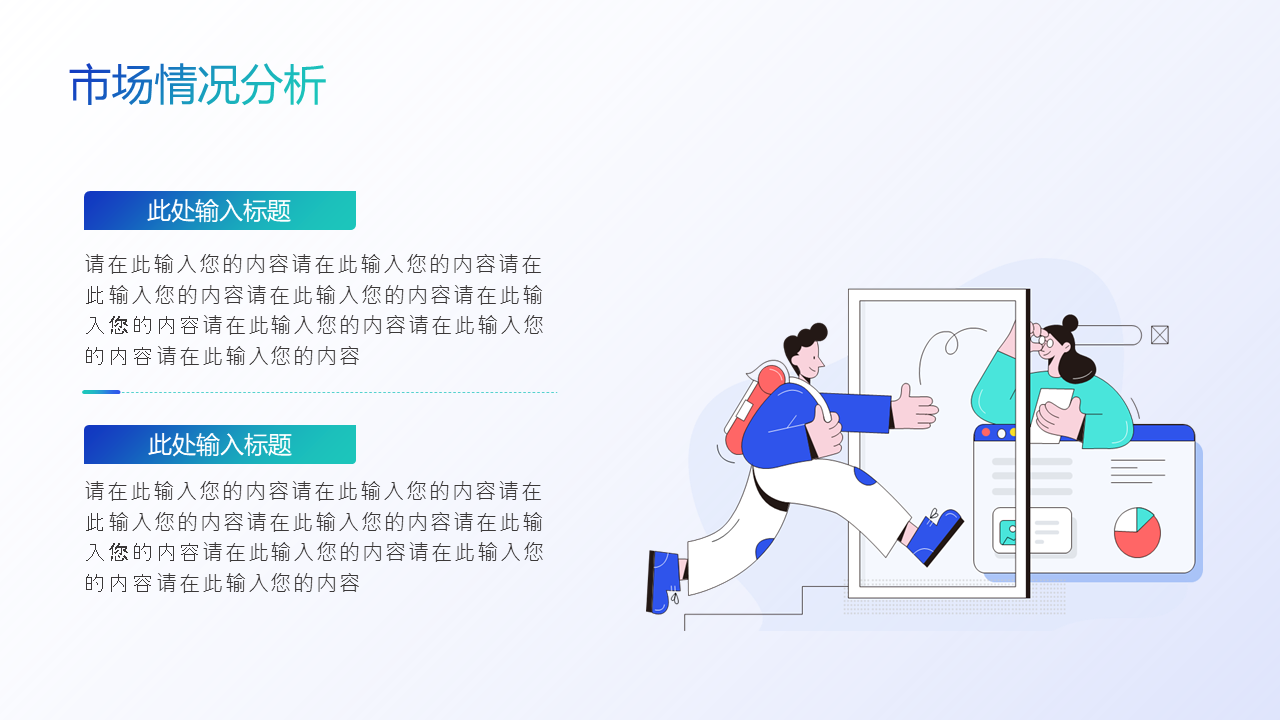 市场情况分析
此处输入标题
请在此输入您的内容请在此输入您的内容请在
此输入您的内容请在此输入您的内容请在此输
入您的内容请在此输入您的内容请在此输入您
的内容请在此输入您的内容
此处输入标题
请在此输入您的内容请在此输入您的内容请在
此输入您的内容请在此输入您的内容请在此输
入您的内容请在此输入您的内容请在此输入您
的内容请在此输入您的内容